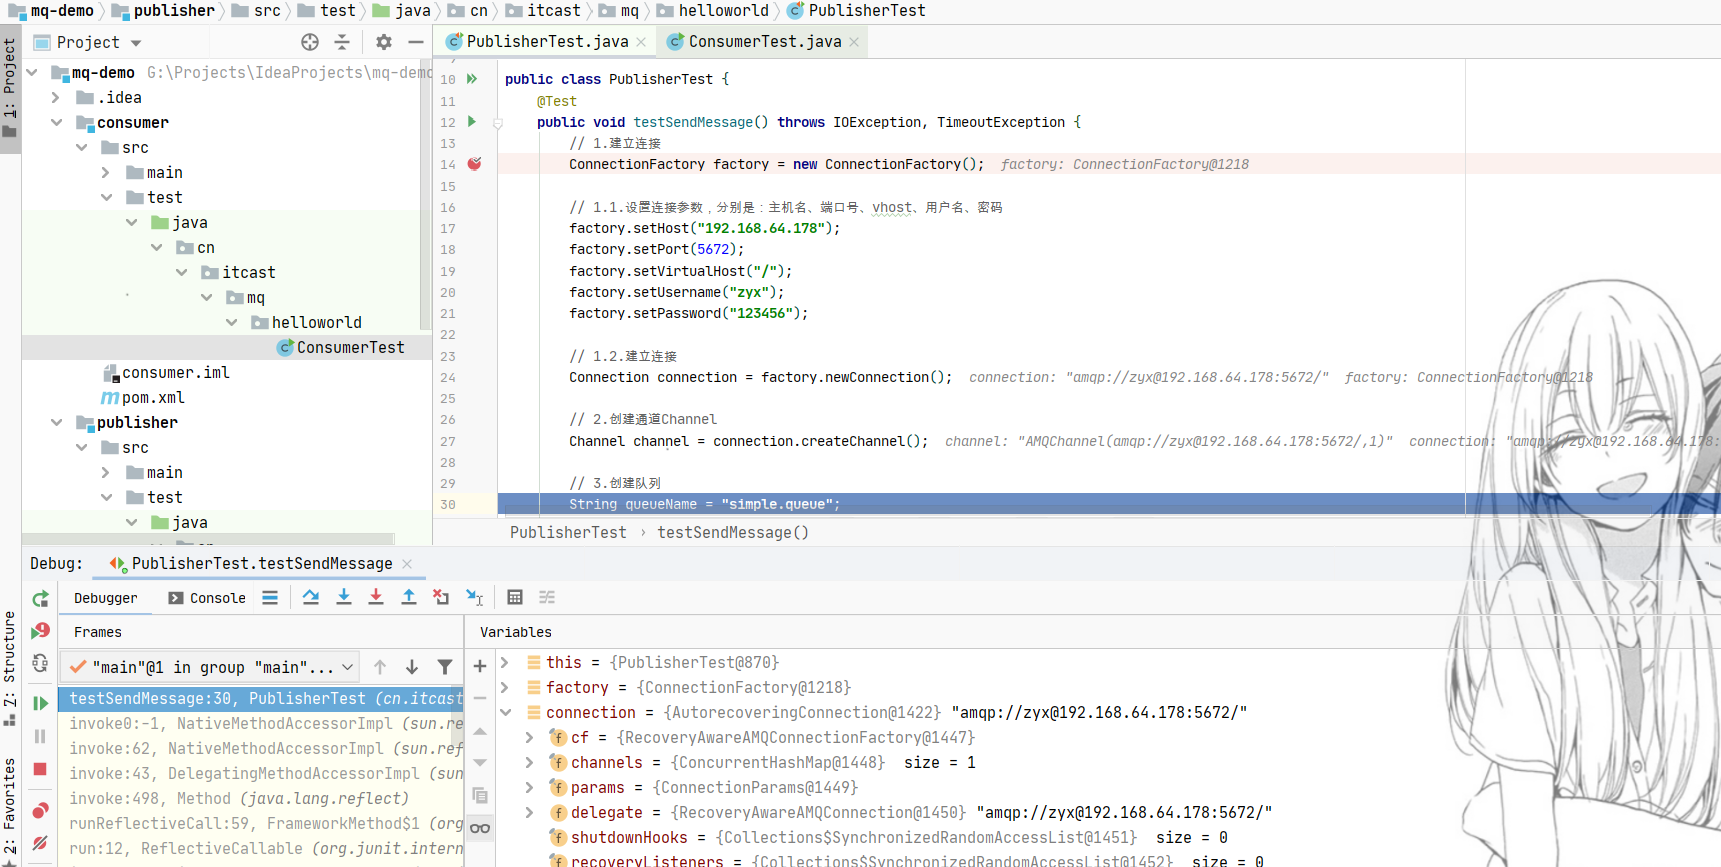 mq-demo publisher src test java cn itcast mq helloworld PublisherTest
Project
PublisherTest.java ConsumerTest.java
1: Project
7: Structure
2: Favorites
mq-demo G:\Projects\IdeaProjects\mq-demo
.idea
consumer
src
main
test
java
cn
itcast
mq
helloworld
ConsumerTest
consumer.iml
pom.xml
publisher
src
main
test
java
10 public class PublisherTest {
11 @Test
12 public void testSendMessage() throws IOException, TimeoutException {
13 // 1.建立连接
14 ConnectionFactory factory = new ConnectionFactory(); factory: ConnectionFactory@1218
15
16 // 1.1.设置连接参数，分别是：主机名、端口号、vhost、用户名、密码
17 factory.setHost("192.168.64.178");
18 factory.setPort(5672);
19 factory.setVirtualHost("/");
20 factory.setUsername("zyx");
21 factory.setPassword("123456");
22
23 // 1.2.建立连接
24 Connection connection = factory.newConnection(); connection: "amqp://zyx@192.168.64.178:5672/" factory: ConnectionFactory@1218
25
26 // 2.创建通道Channel
27 Channel channel = connection.createChannel(); channel: "AMQChannel(amqp://zyx@192.168.64.178:5672/,1)" connection: "amqp://zyx@192.168.64.178:
28
29 // 3.创建队列
30 String queueName = "simple.queue";
PublisherTest › testSendMessage()
Debug: PublisherTest.testSendMessage
Debugger Console
Frames
"main"@1 in group "main"...
testSendMessage:30, PublisherTest (cn.itcast
invoke0:-1, NativeMethodAccessorImpl (sun.re
invoke:62, NativeMethodAccessorImpl (sun.ref
invoke:43, DelegatingMethodAccessorImpl (sun
invoke:498, Method (java.lang.reflect)
runReflectiveCall:59, FrameworkMethod$1 (org
run:12, ReflectiveCallable (org.junit.intern
Variables
this = {PublisherTest@870}
factory = {ConnectionFactory@1218}
connection = {AutorecoveringConnection@1422} "amqp://zyx@192.168.64.178:5672/"
cf = {RecoveryAwareAMQConnectionFactory@1447}
channels = {ConcurrentHashMap@1448} size = 1
params = {ConnectionParams@1449}
delegate = {RecoveryAwareAMQConnection@1450} "amqp://zyx@192.168.64.178:5672/"
shutdownHooks = {Collections$SynchronizedRandomAccessList@1451} size = 0
recoveryListeners = {Collections$SynchronizedRandomAccessList@1452} size = 0